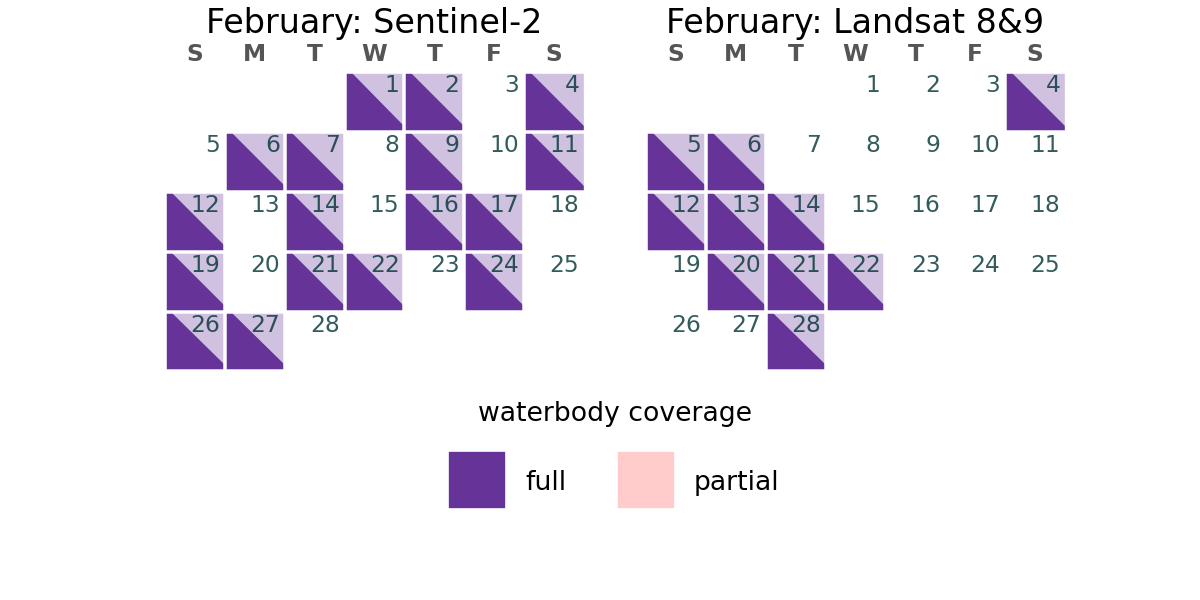 February: Sentinel-2
S M T W T F S
1 2 3 4
5 6 7 8 9 10 11
12 13 14 15 16 17 18
19 20 21 22 23 24 25
26 27 28
February: Landsat 8&9
S M T W T F S
1 2 3 4
5 6 7 8 9 10 11
12 13 14 15 16 17 18
19 20 21 22 23 24 25
26 27 28
waterbody coverage
full partial